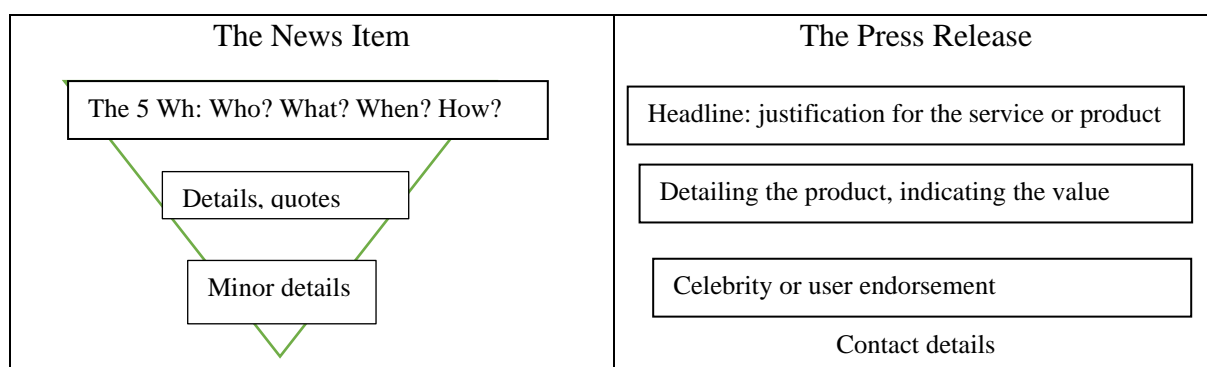 The News Item
The 5 Wh: Who? What? When? How?
Details, quotes
Minor details
The Press Release
Headline: justification for the service or product
Detailing the product, indicating the value
Celebrity or user endorsement
Contact details